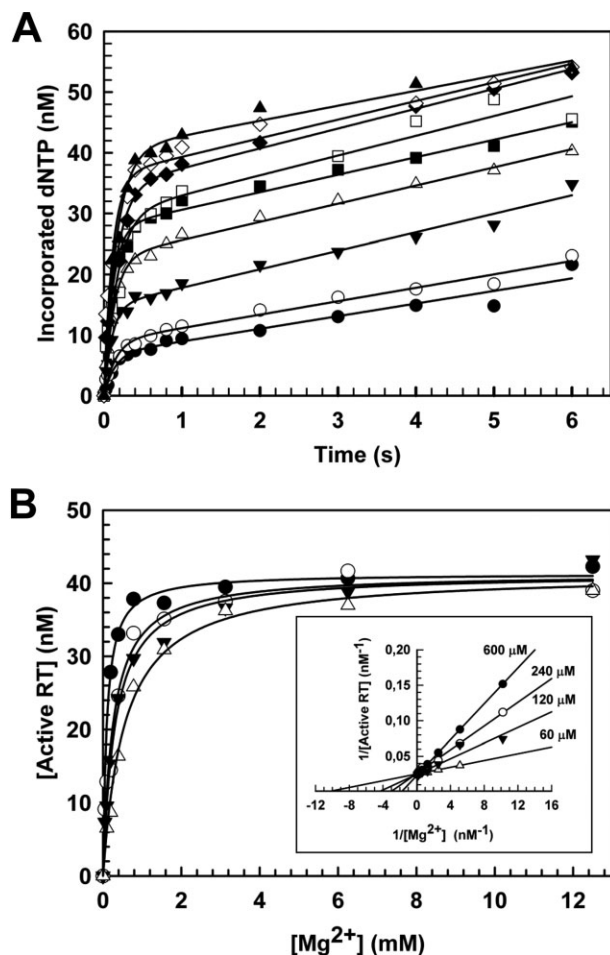 A
Incorporated dNTP (nM)
60
50
40
30
20
10
0
0 1 2 3 4 5 6
Time (s)
B
[Active RT] (nM)
50
40
30
20
10
0
0 2 4 6 8 10 12
[Mg²⁺] (mM)
1/[Active RT] (nM⁻¹)
0,20
0,15
0,10
0,05
600 µM
240 µM
120 µM
60 µM
-12 -8 -4 0 4 8 12 16
1/[Mg²⁺] (nM⁻¹)